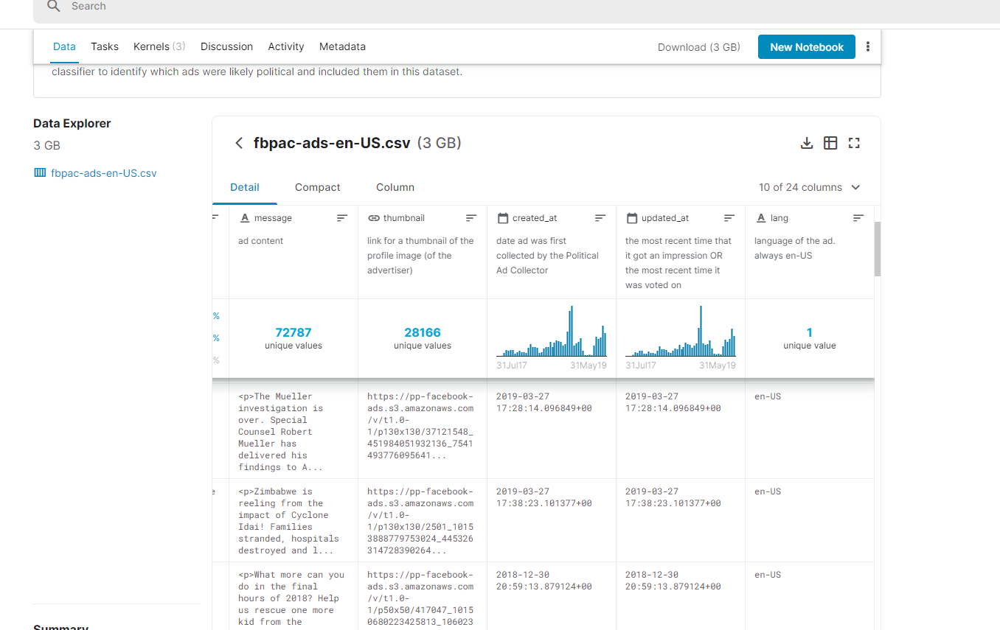 Search
Data Tasks Kernels (3) Discussion Activity Metadata Download (3 GB) New Notebook
classifier to identify which ads were likely political and included them in this dataset.
Data Explorer
3 GB
fbpac-ads-en-US.csv
fbpac-ads-en-US.csv (3 GB)
Detail Compact Column 10 of 24 columns
message
ad content
thumbnail
link for a thumbnail of the
profile image (of the
advertiser)
created_at
date ad was first
collected by the Political
Ad Collector
updated_at
the most recent time that
it got an impression OR
the most recent time it
was voted on
lang
language of the ad.
always en-US
%
%
%
72787
unique values
28166
unique values
31Jul17 31May19
31Jul17 31May19
1
unique value
<p>The Mueller
investigation is
over. Special
Counsel Robert
Mueller has
delivered his
findings to A...
https://pp-facebook-
ads.s3.amazonaws.com
/v/t1.0-
1/p130x130/37121548_
451984051932136_7541
493776095641...
2019-03-27
17:28:14.096849+00
2019-03-27
17:28:14.096849+00
en-US
e
<p>Zimbabwe is
reeling from the
impact of Cyclone
Idai! Families
stranded, hospitals
destroyed and l...
https://pp-facebook-
ads.s3.amazonaws.com
/v/t1.0-
1/p130x130/2501_1015
3888779753024_445326
314728390264...
2019-03-27
17:38:23.101377+00
2019-03-27
17:38:23.101377+00
en-US
<p>What more can you
do in the final
hours of 2018? Help
us rescue one more
kid from the
https://pp-facebook-
ads.s3.amazonaws.com
/v/t1.0-
1/p50x50/417047_1015
0680223425813_106023
2018-12-30
20:59:13.879124+00
2018-12-30
20:59:13.879124+00
en-US
Summary